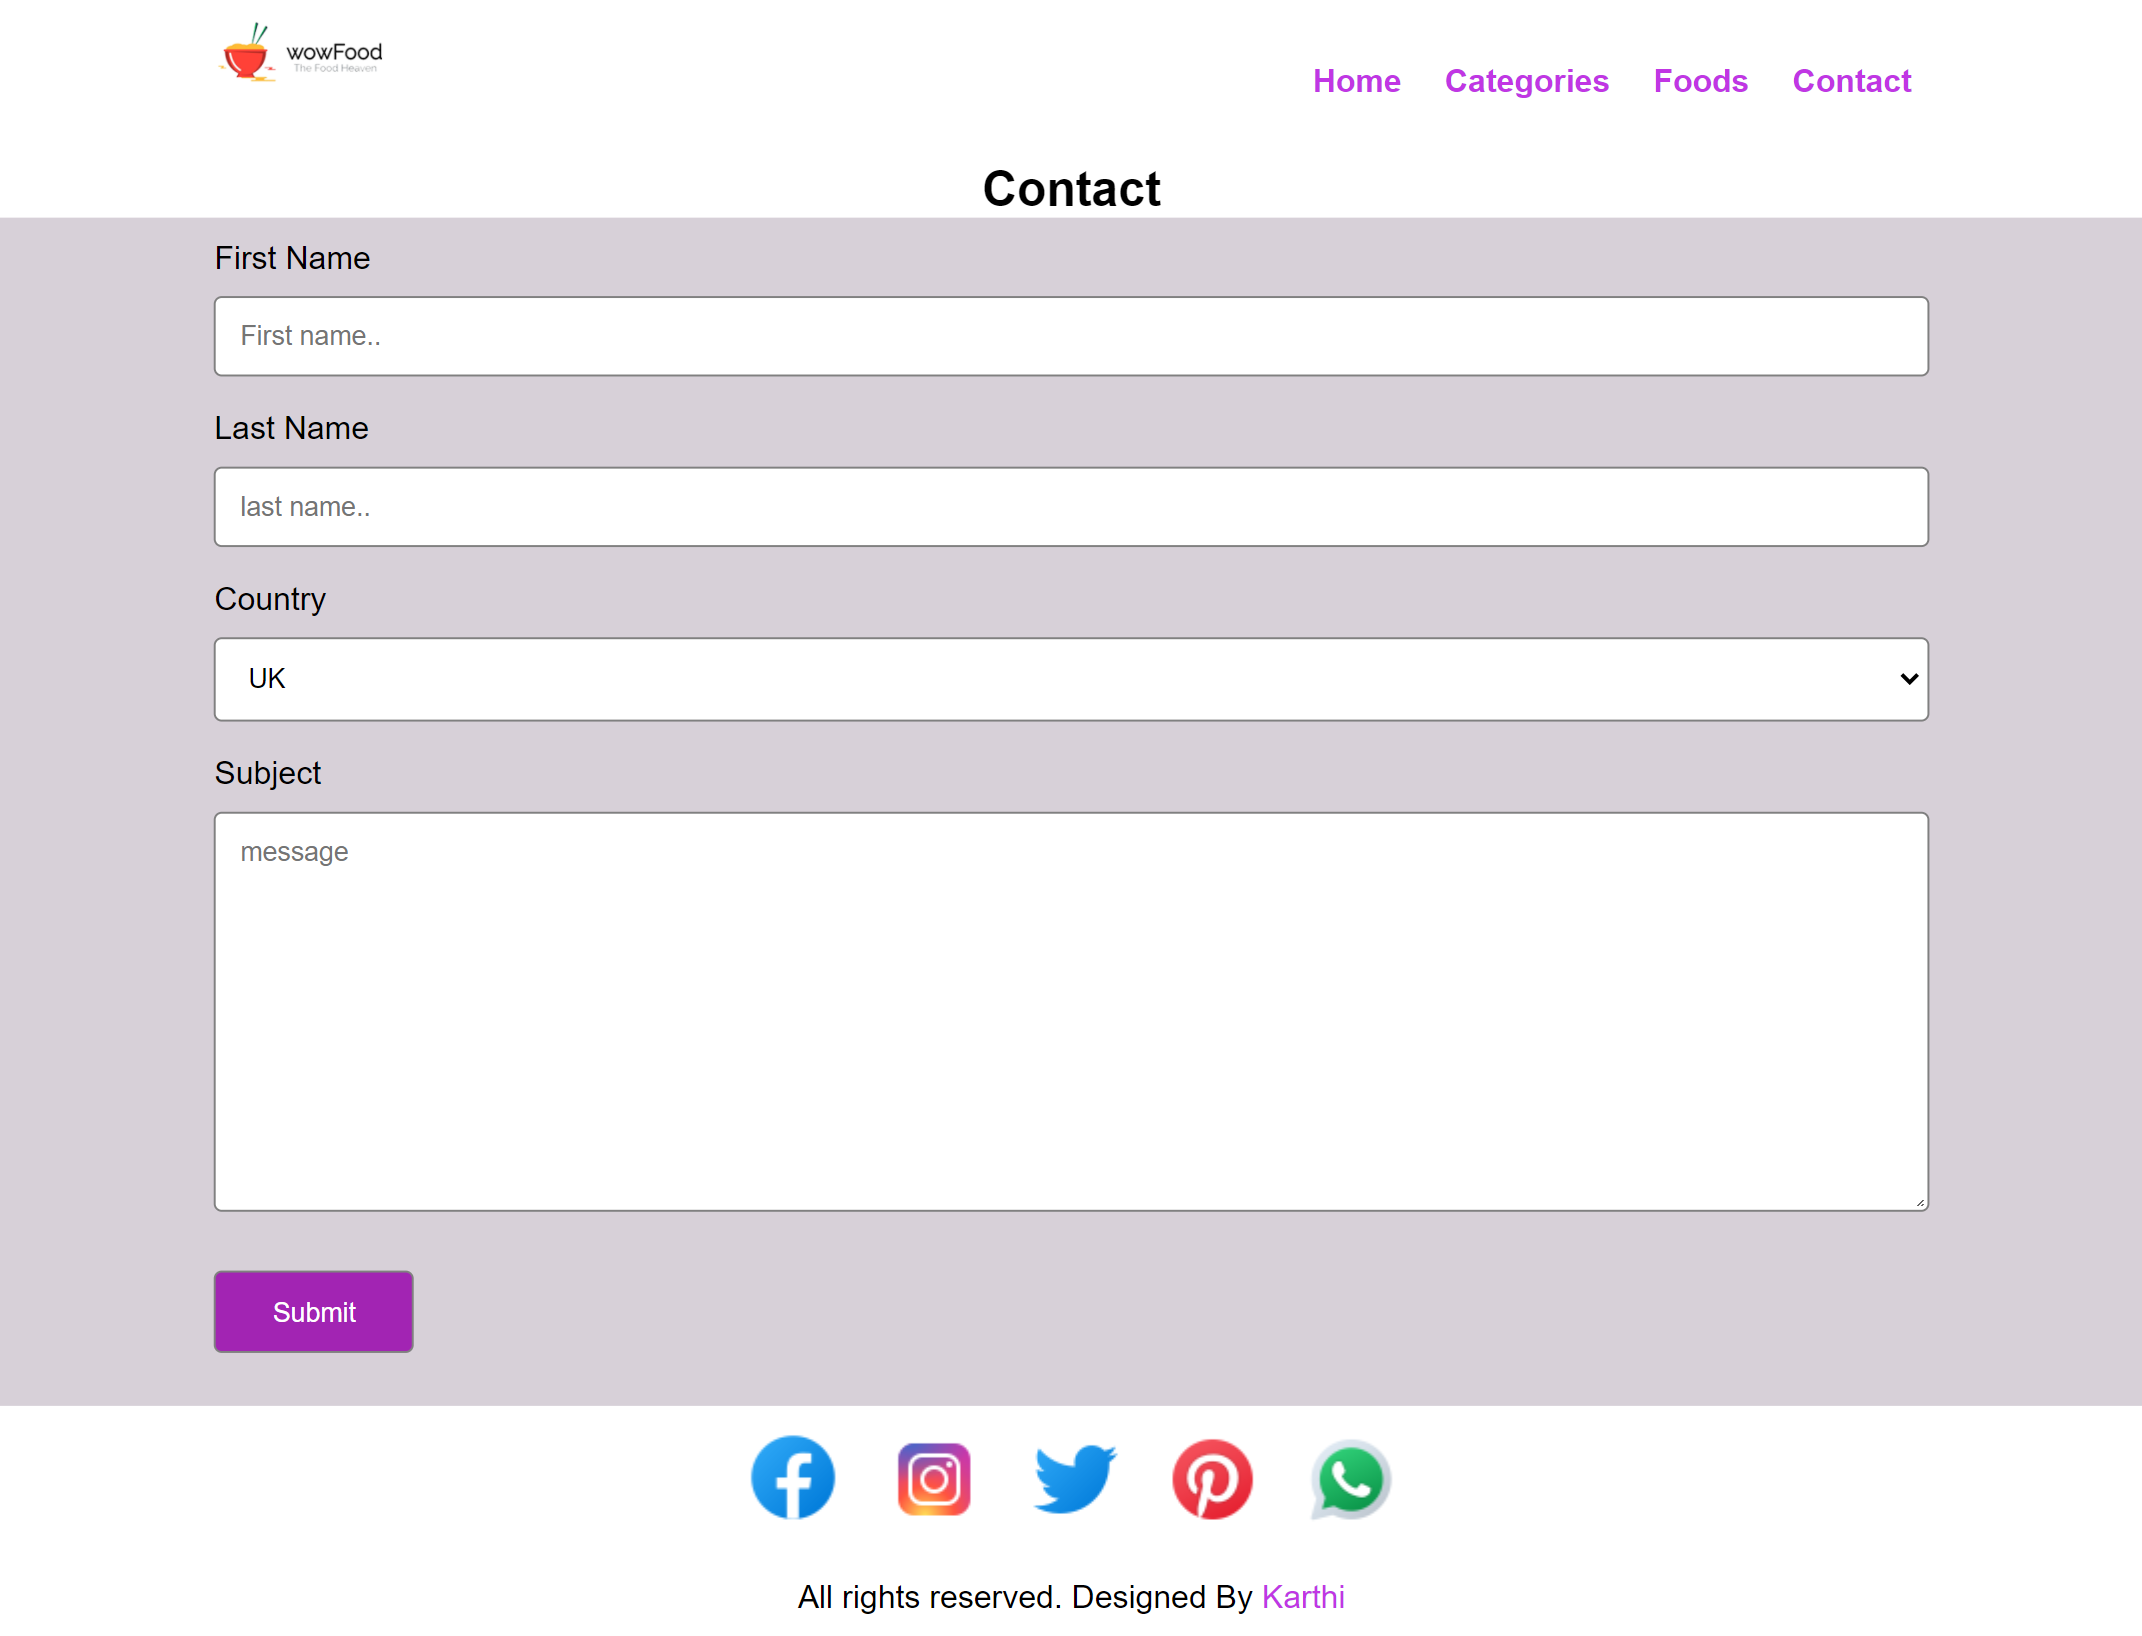 wowFood
The Food Heaven
Home Categories Foods Contact
Contact
First Name
First name..
Last Name
last name..
Country
UK
Subject
message
Submit
All rights reserved. Designed By Karthi